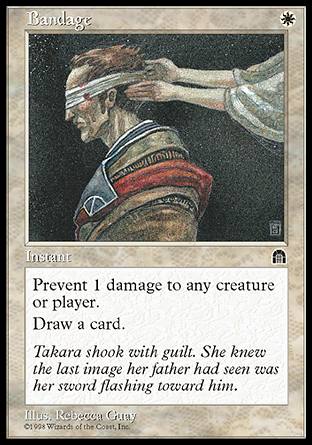 Bandage
Instant
Prevent 1 damage to any creature
or player.
Draw a card.
Takara shook with guilt. She knew
the last image her father had seen was
her sword flashing toward him.
Illus. Rebecca Guay
©1998 Wizards of the Coast, Inc.